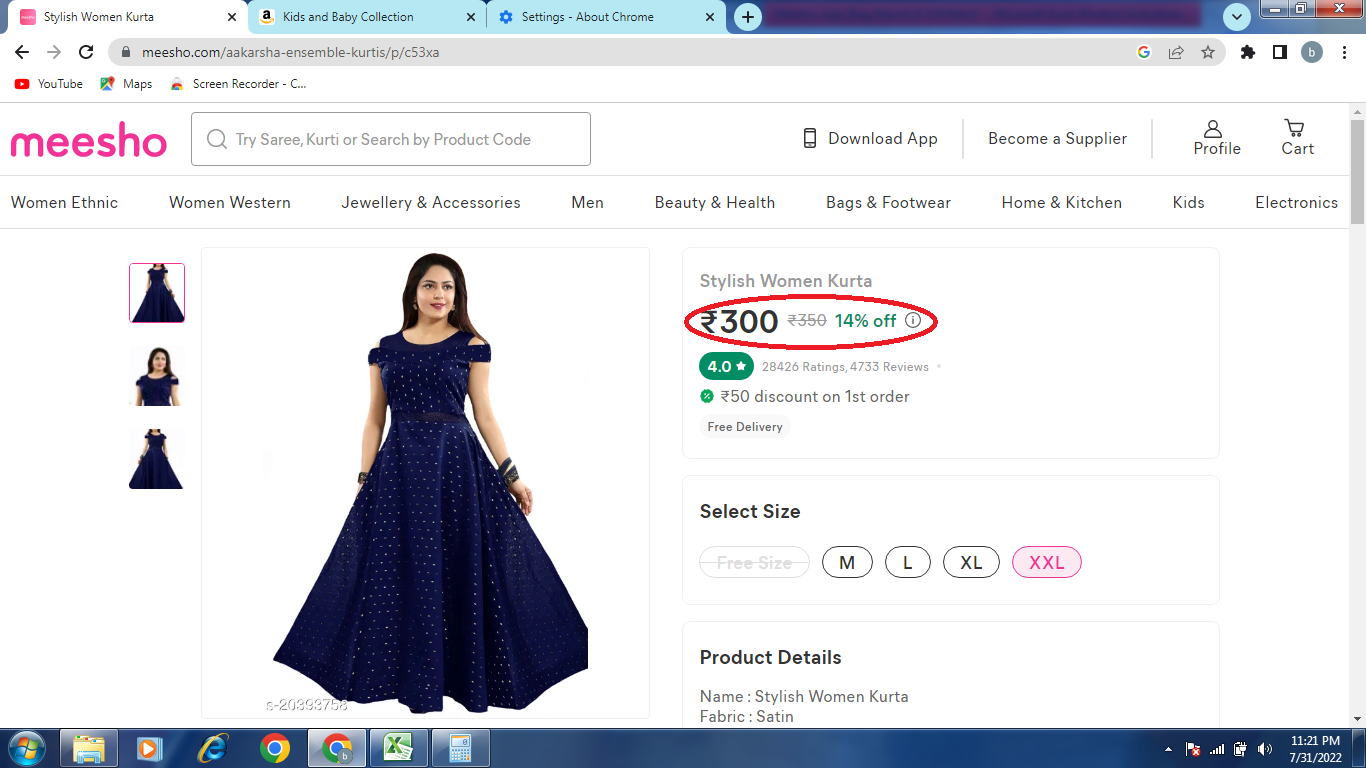 Stylish Women Kurta
Kids and Baby Collection
Settings - About Chrome
meesho.com/aakarsha-ensemble-kurtis/p/c53xa
b
YouTube Maps Screen Recorder - C...
meesho
Try Saree, Kurti or Search by Product Code
Download App
Become a Supplier
Profile
Cart
Women Ethnic Women Western Jewellery & Accessories Men Beauty & Health Bags & Footwear Home & Kitchen Kids Electronics
Stylish Women Kurta
₹300 ₹350 14% off
4.0 28426 Ratings, 4733 Reviews
₹50 discount on 1st order
Free Delivery
Select Size
Free Size M L XL XXL
Product Details
Name : Stylish Women Kurta
Fabric : Satin
s-20393758
11:21 PM
7/31/2022